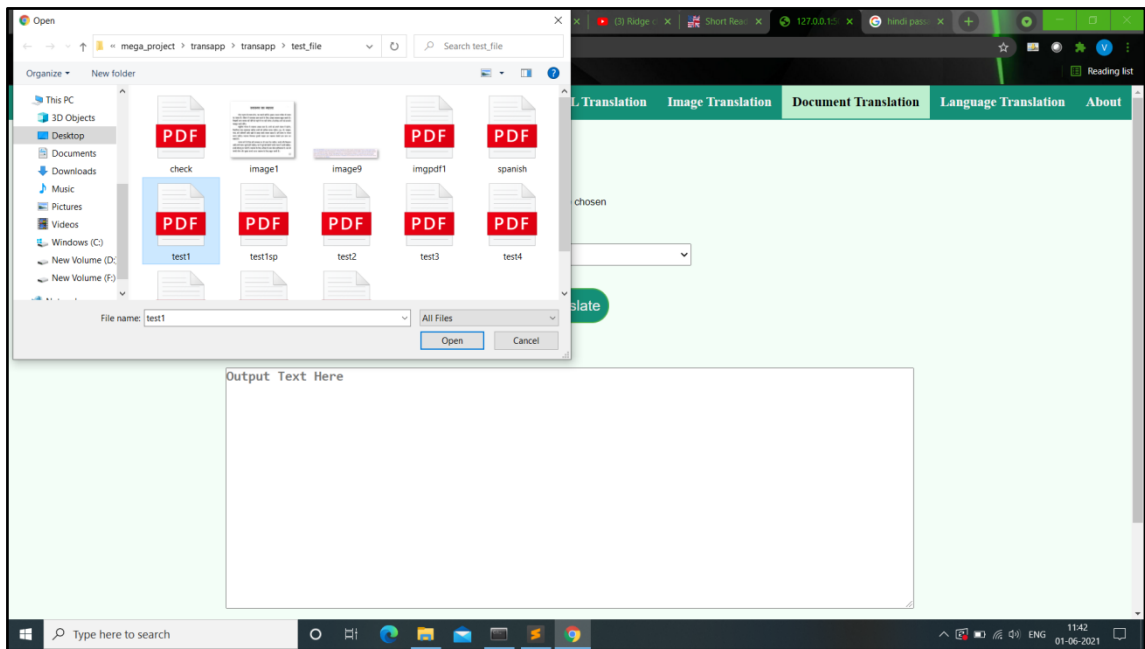 Open
(3) Ridge
Short Read
127.0.0.1:5
hindi pass
V
« mega_project › transapp › transapp › test_file
Search test_file
Reading list
Organize
New folder
?
This PC
3D Objects
Desktop
Documents
Downloads
Music
Pictures
Videos
Windows (C:)
New Volume (D:
New Volume (F:)
L Translation Image Translation Document Translation Language Translation About
PDF PDF PDF
check image1 image9 imgpdf1 spanish
PDF PDF PDF PDF PDF
test1 test1sp test2 test3 test4
chosen
slate
File name: test1
All Files
Open Cancel
Output Text Here
Type here to search
ENG
11:42
01-06-2021